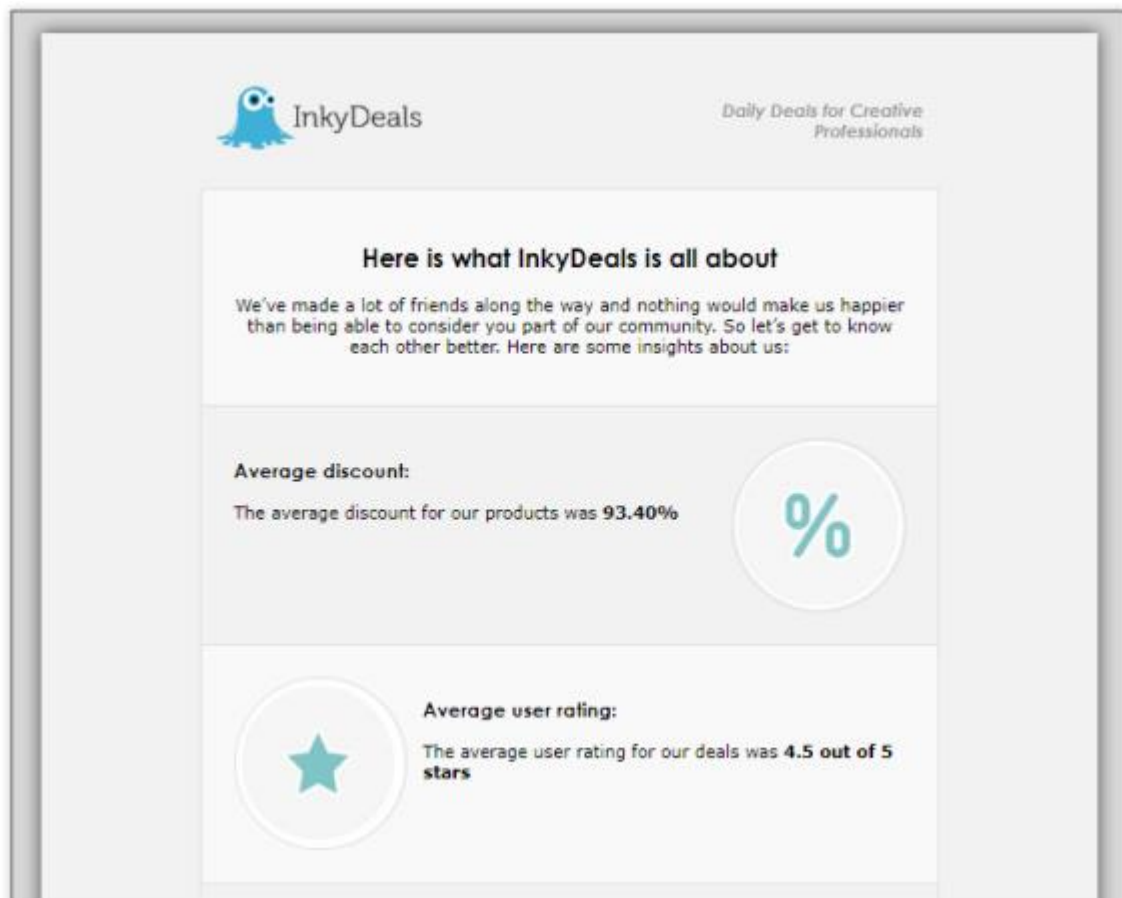 InkyDeals
Daily Deals for Creative
Professionals
Here is what InkyDeals is all about
We've made a lot of friends along the way and nothing would make us happier
than being able to consider you part of our community. So let's get to know
each other better. Here are some insights about us:
Average discount:
The average discount for our products was 93.40%
%
Average user rating:
The average user rating for our deals was 4.5 out of 5
stars